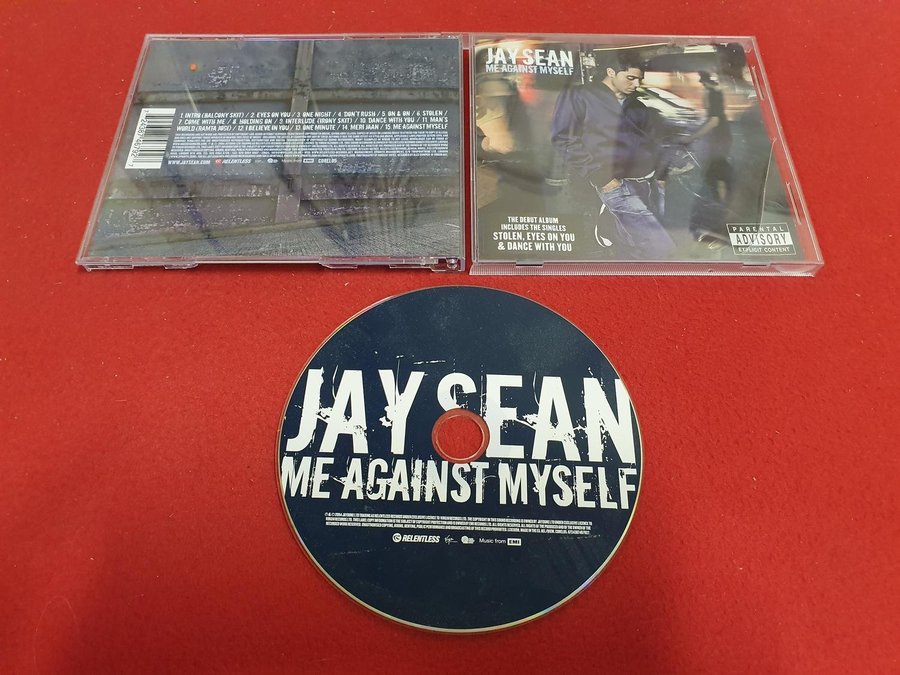 1. INTRO (BALCONY SKIT) / 2. EYES ON YOU / 3. ONE NIGHT / 4. DON'T RUSH / 5. ON & ON / 6. STOLEN /
7. COME WITH ME / 8. HOLDING ON / 9. INTERLUDE (IRONY SKIT) / 10. DANCE WITH YOU / 11. MAN'S
WORLD (RAMTA JOGI) / 12. I BELIEVE IN YOU / 13. ONE MINUTE / 14. MERI JAAN / 15. ME AGAINST MYSELF
WWW.JAYSEAN.COM
RELENTLESS
EMI
CDREL06
JAY SEAN
ME AGAINST MYSELF
THE DEBUT ALBUM
INCLUDES THE SINGLES
STOLEN, EYES ON YOU
& DANCE WITH YOU
PARENTAL
ADVISORY
EXPLICIT CONTENT
JAY SEAN
ME AGAINST MYSELF
RELENTLESS
Virgin
Music from EMI